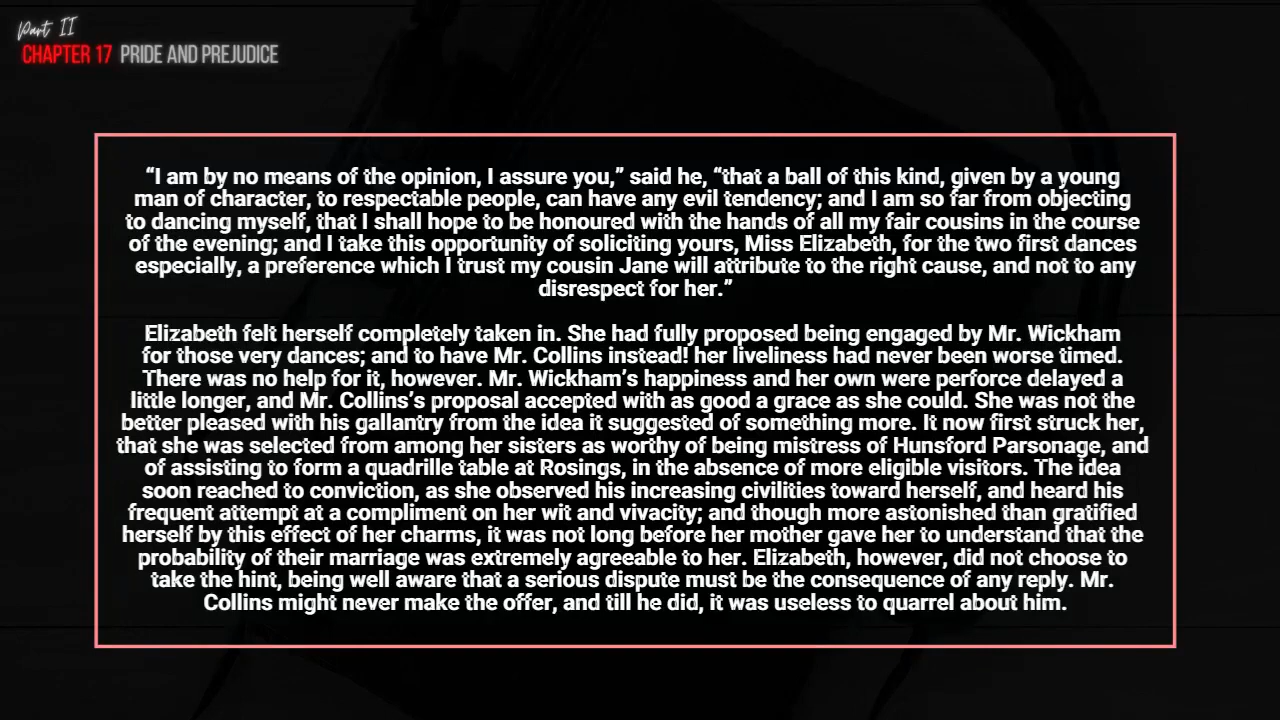 Part II
CHAPTER 17 PRIDE AND PREJUDICE
“I am by no means of the opinion, I assure you,” said he, “that a ball of this kind, given by a young
man of character, to respectable people, can have any evil tendency; and I am so far from objecting
to dancing myself, that I shall hope to be honoured with the hands of all my fair cousins in the course
of the evening; and I take this opportunity of soliciting yours, Miss Elizabeth, for the two first dances
especially, a preference which I trust my cousin Jane will attribute to the right cause, and not to any
disrespect for her.”
Elizabeth felt herself completely taken in. She had fully proposed being engaged by Mr. Wickham
for those very dances; and to have Mr. Collins instead! her liveliness had never been worse timed.
There was no help for it, however. Mr. Wickham’s happiness and her own were perforce delayed a
little longer, and Mr. Collins’s proposal accepted with as good a grace as she could. She was not the
better pleased with his gallantry from the idea it suggested of something more. It now first struck her,
that she was selected from among her sisters as worthy of being mistress of Hunsford Parsonage, and
of assisting to form a quadrille table at Rosings, in the absence of more eligible visitors. The idea
soon reached to conviction, as she observed his increasing civilities toward herself, and heard his
frequent attempt at a compliment on her wit and vivacity; and though more astonished than gratified
herself by this effect of her charms, it was not long before her mother gave her to understand that the
probability of their marriage was extremely agreeable to her. Elizabeth, however, did not choose to
take the hint, being well aware that a serious dispute must be the consequence of any reply. Mr.
Collins might never make the offer, and till he did, it was useless to quarrel about him.